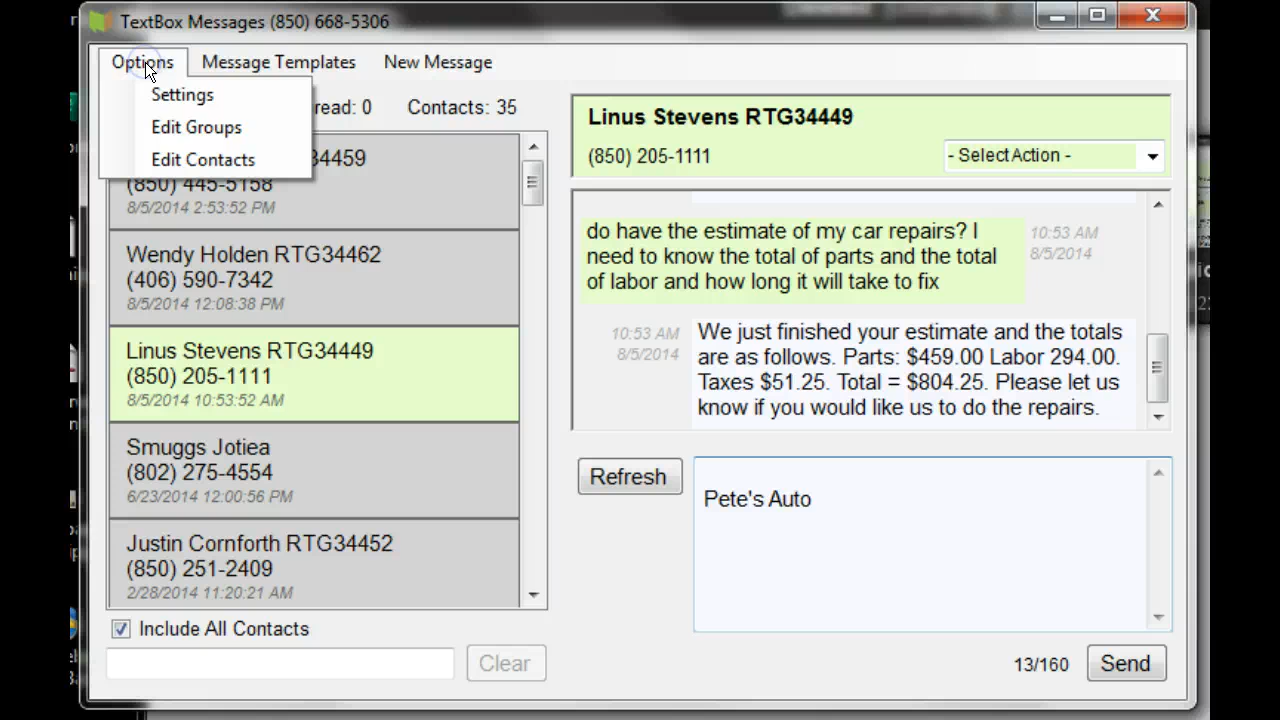 TextBox Messages (850) 668-5306
Options Message Templates New Message
Settings
Edit Groups
Edit Contacts
read: 0 Contacts: 35
34459
(850) 445-5158
8/5/2014 2:53:52 PM
Wendy Holden RTG34462
(406) 590-7342
8/5/2014 12:08:38 PM
Linus Stevens RTG34449
(850) 205-1111
8/5/2014 10:53:52 AM
Smuggs Jotiea
(802) 275-4554
6/23/2014 12:00:56 PM
Justin Cornforth RTG34452
(850) 251-2409
2/28/2014 11:20:21 AM
Include All Contacts
Clear
Linus Stevens RTG34449
(850) 205-1111
- Select Action -
do have the estimate of my car repairs? I
need to know the total of parts and the total
of labor and how long it will take to fix
10:53 AM
8/5/2014
10:53 AM
8/5/2014
We just finished your estimate and the totals
are as follows. Parts: $459.00 Labor 294.00.
Taxes $51.25. Total = $804.25. Please let us
know if you would like us to do the repairs.
Refresh
Pete's Auto
13/160
Send